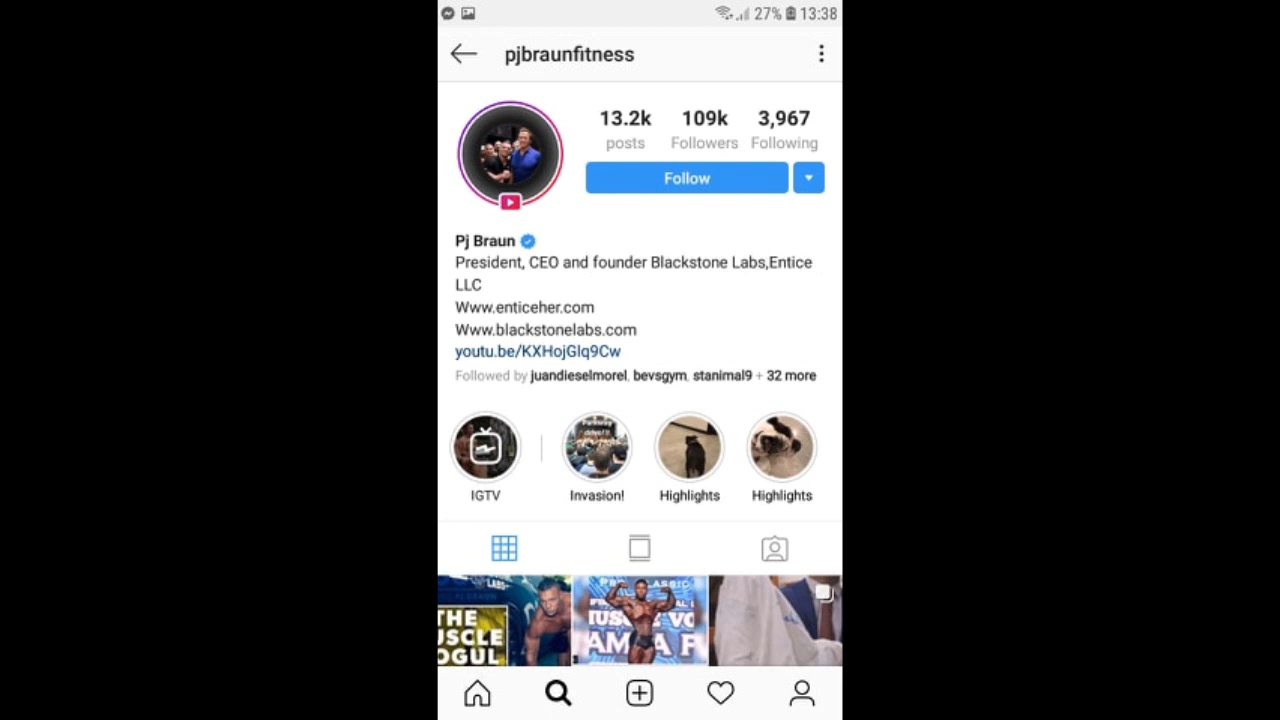 27% 13:38
pjbraunfitness
13.2k 109k 3,967
posts Followers Following
Follow
Pj Braun
President, CEO and founder Blackstone Labs,Entice
LLC
Www.enticeher.com
Www.blackstonelabs.com
youtu.be/KXHojGlq9Cw
Followed by juandieselmorel, bevsgym, stanimal9 + 32 more
IGTV Invasion! Highlights Highlights
LABS
THE
USCLE
OGUL